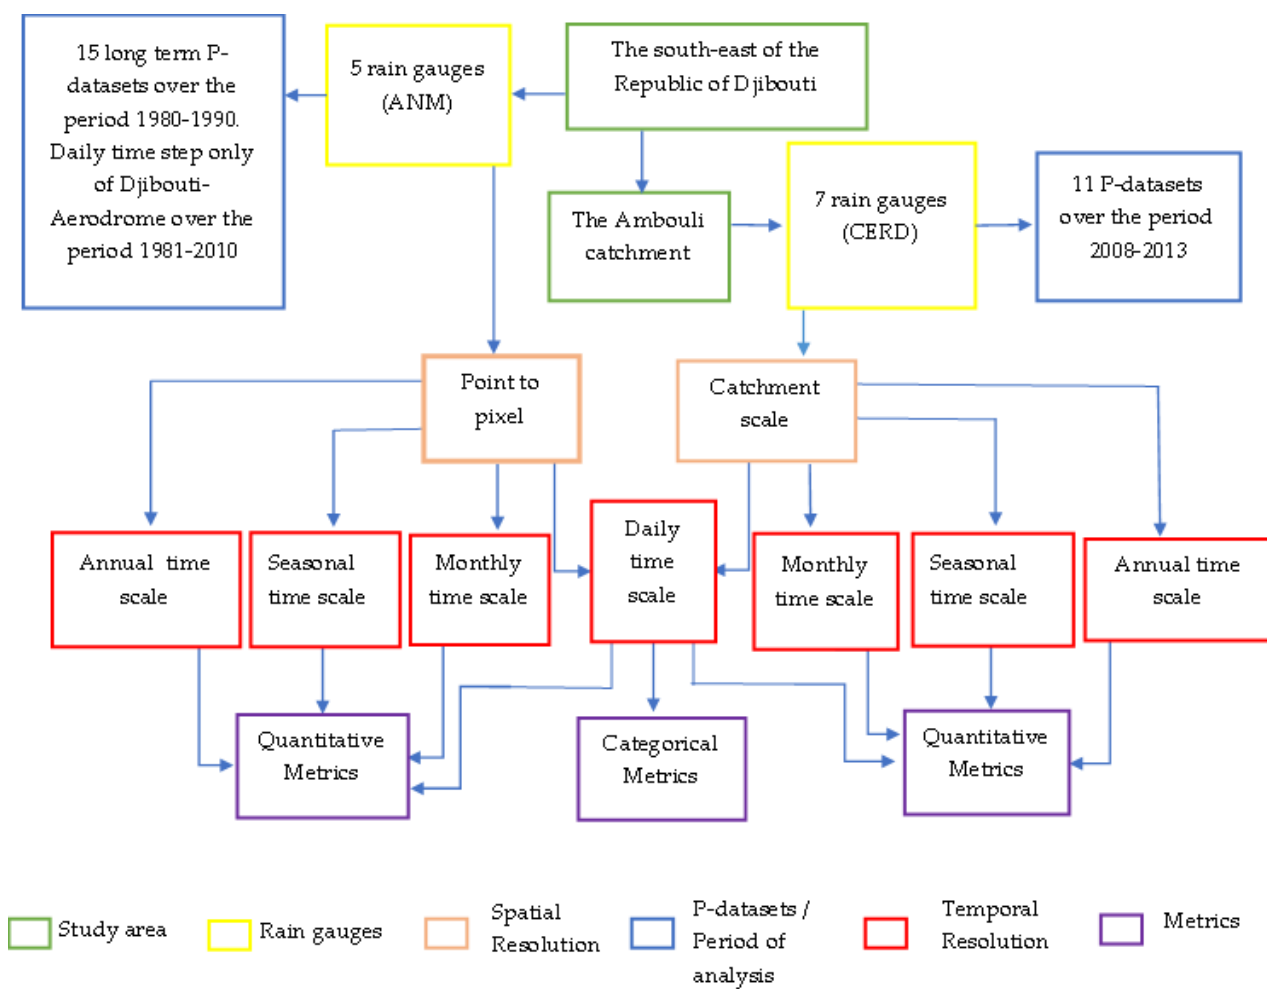 15 long term P-
datasets over the
period 1980-1990.
Daily time step only
of Djibouti-
Aerodrome over the
period 1981-2010
5 rain gauges
(ANM)
The south-east of the
Republic of Djibouti
The Ambouli
catchment
7 rain gauges
(CERD)
11 P-datasets
over the period
2008-2013
Point to
pixel
Catchment
scale
Annual time
scale
Seasonal
time scale
Monthly
time scale
Daily
time
scale
Monthly
time scale
Seasonal
time scale
Annual time
scale
Quantitative
Metrics
Categorical
Metrics
Quantitative
Metrics
Study area
Rain gauges
Spatial
Resolution
P-datasets /
Period of
analysis
Temporal
Resolution
Metrics